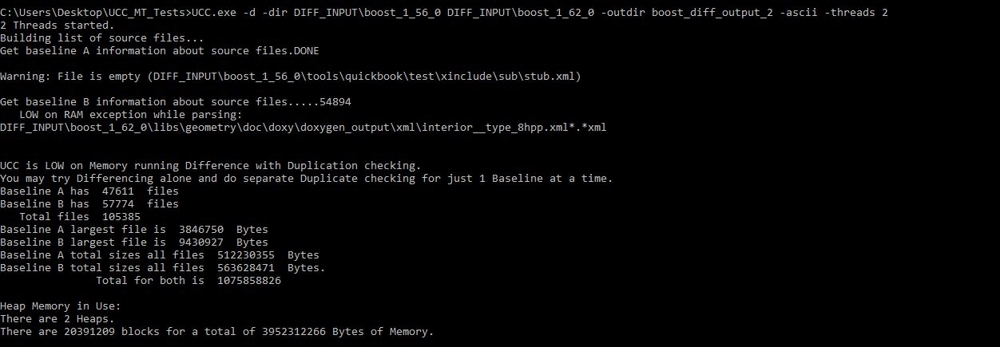 C:\Users\Desktop\UCC_MT_Tests>UCC.exe -d -dir DIFF_INPUT\boost_1_56_0 DIFF_INPUT\boost_1_62_0 -outdir boost_diff_output_2 -ascii -threads 2
2 Threads started.
Building list of source files...
Get baseline A information about source files.DONE
Warning: File is empty (DIFF_INPUT\boost_1_56_0\tools\quickbook\test\xinclude\sub\stub.xml)
Get baseline B information about source files.....54894
LOW on RAM exception while parsing:
DIFF_INPUT\boost_1_62_0\libs\geometry\doc\doxy\doxygen_output\xml\interior__type_8hpp.xml*.*xml
UCC is LOW on Memory running Difference with Duplication checking.
You may try Differencing alone and do separate Duplicate checking for just 1 Baseline at a time.
Baseline A has  47611  files
Baseline B has  57774  files
Total files  105385
Baseline A largest file is  3846750  Bytes
Baseline B largest file is  9430927  Bytes
Baseline A total sizes all files  512230355  Bytes
Baseline B total sizes all files  563628471  Bytes.
Total for both is  1075858826
Heap Memory in Use:
There are 2 Heaps.
There are 20391209 blocks for a total of 3952312266 Bytes of Memory.